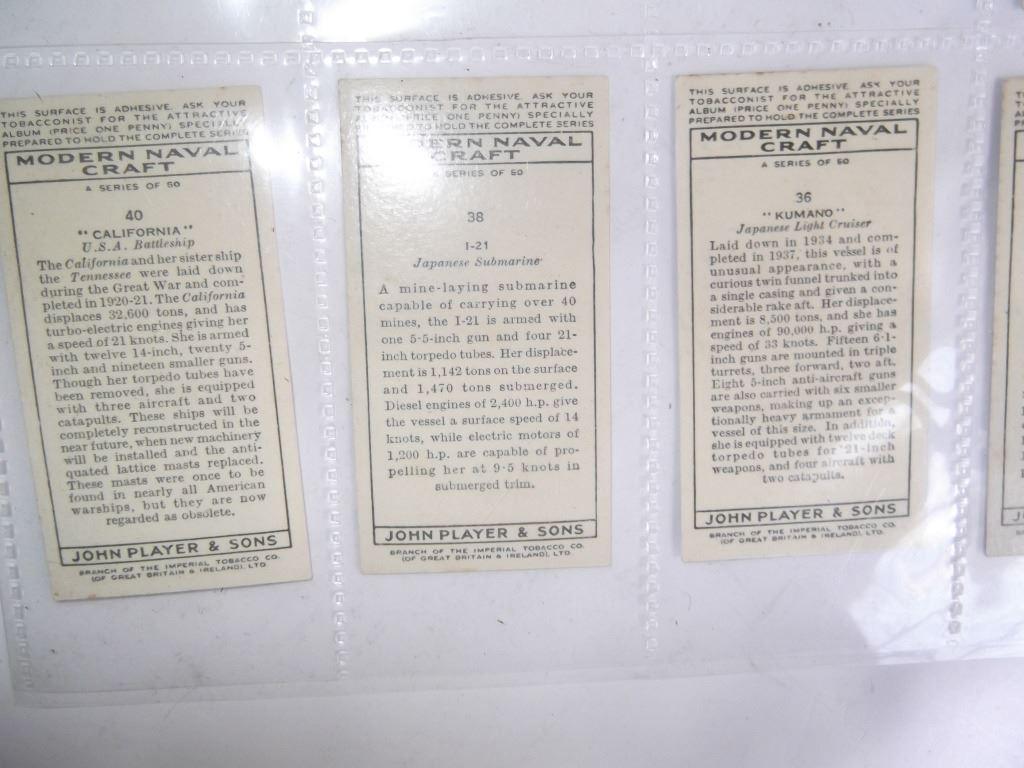 THIS SURFACE IS ADHESIVE. ASK YOUR
TOBACCONIST FOR THE ATTRACTIVE
ALBUM (PRICE ONE PENNY) SPECIALLY
PREPARED TO HOLD THE COMPLETE SERIES
MODERN NAVAL
CRAFT
A SERIES OF 50
40
"CALIFORNIA"
U.S.A. Battleship
The California and her sister ship
the Tennessee were laid down
during the Great War and com-
pleted in 1920-21. The California
displaces 32,600 tons, and has
turbo-electric engines giving her
a speed of 21 knots. She is armed
with twelve 14-inch, twenty 5-
inch and nineteen smaller guns.
Though her torpedo tubes have
been removed, she is equipped
with three aircraft and two
catapults. These ships will be
completely reconstructed in the
near future, when new machinery
will be installed and the anti-
quated lattice masts replaced.
These masts were once to be
found in nearly all American
warships, but they are now
regarded as obsolete.
JOHN PLAYER & SONS
BRANCH OF THE IMPERIAL TOBACCO CO.
(OF GREAT BRITAIN & IRELAND), LTD.
THIS SURFACE IS ADHESIVE. ASK YOUR
TOBACCONIST FOR THE ATTRACTIVE
ALBUM (PRICE ONE PENNY) SPECIALLY
TO HOLD THE COMPLETE SERIES
MODERN NAVAL
CRAFT
A SERIES OF 50
38
I-21
Japanese Submarine
A mine-laying submarine
capable of carrying over 40
mines, the I-21 is armed with
one 5·5-inch gun and four 21-
inch torpedo tubes. Her displace-
ment is 1,142 tons on the surface
and 1,470 tons submerged.
Diesel engines of 2,400 h.p. give
the vessel a surface speed of 14
knots, while electric motors of
1,200 h.p. are capable of pro-
pelling her at 9·5 knots in
submerged trim.
JOHN PLAYER & SONS
BRANCH OF THE IMPERIAL TOBACCO CO.
(OF GREAT BRITAIN & IRELAND), LTD.
THIS SURFACE IS ADHESIVE. ASK YOUR
TOBACCONIST FOR THE ATTRACTIVE
ALBUM (PRICE ONE PENNY) SPECIALLY
PREPARED TO HOLD THE COMPLETE SERIES
MODERN NAVAL
CRAFT
A SERIES OF 50
36
"KUMANO"
Japanese Light Cruiser
Laid down in 1934 and com-
pleted in 1937, this vessel is of
unusual appearance, with a
curious twin funnel trunked into
a single casing and given a con-
siderable rake aft. Her displace-
ment is 8,500 tons, and she has
engines of 90,000 h.p. giving a
speed of 33 knots. Fifteen 6·1-
inch guns are mounted in triple
turrets, three forward, two aft.
Eight 5-inch anti-aircraft guns
are also carried with six smaller
weapons, making up an excep-
tionally heavy armament for a
vessel of this size. In addition,
she is equipped with twelve deck
torpedo tubes for 21-inch
weapons, and four aircraft with
two catapults.
JOHN PLAYER & SONS
BRANCH OF THE IMPERIAL TOBACCO CO.
(OF GREAT BRITAIN & IRELAND), LTD.